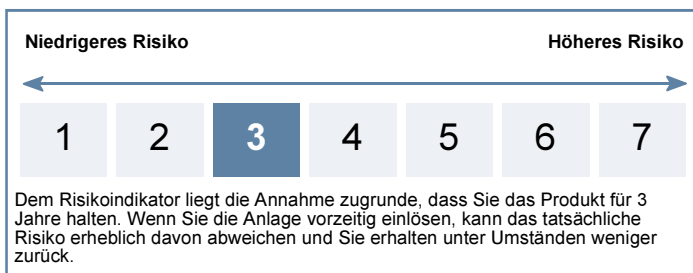 Niedrigeres Risiko Höheres Risiko
1 2 3 4 5 6 7
Dem Risikoindikator liegt die Annahme zugrunde, dass Sie das Produkt für 3
Jahre halten. Wenn Sie die Anlage vorzeitig einlösen, kann das tatsächliche
Risiko erheblich davon abweichen und Sie erhalten unter Umständen weniger
zurück.